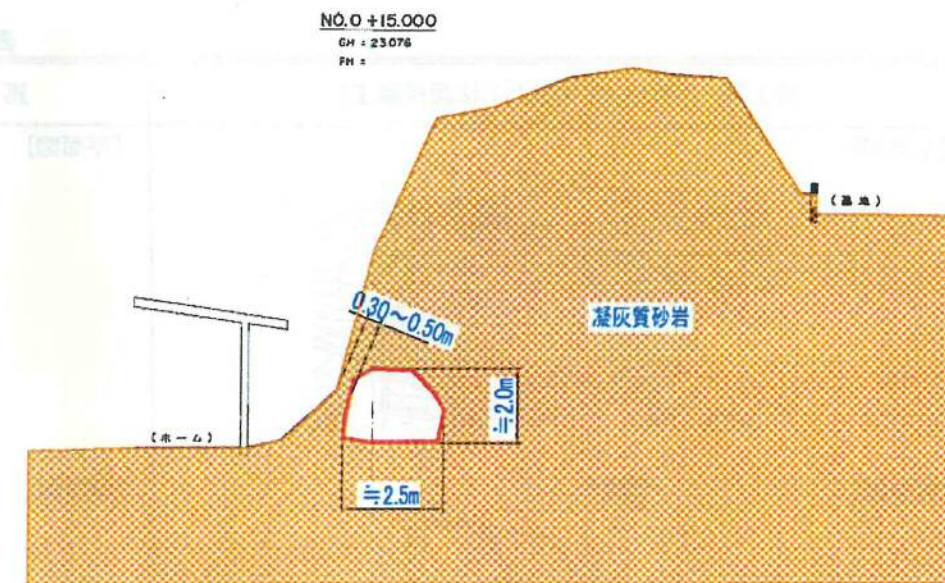 NO.0 +15.000
GH = 23.076
FH =
(墓地)
凝灰質砂岩
0.30～0.50m
≒2.0m
(ホーム)
≒2.5m